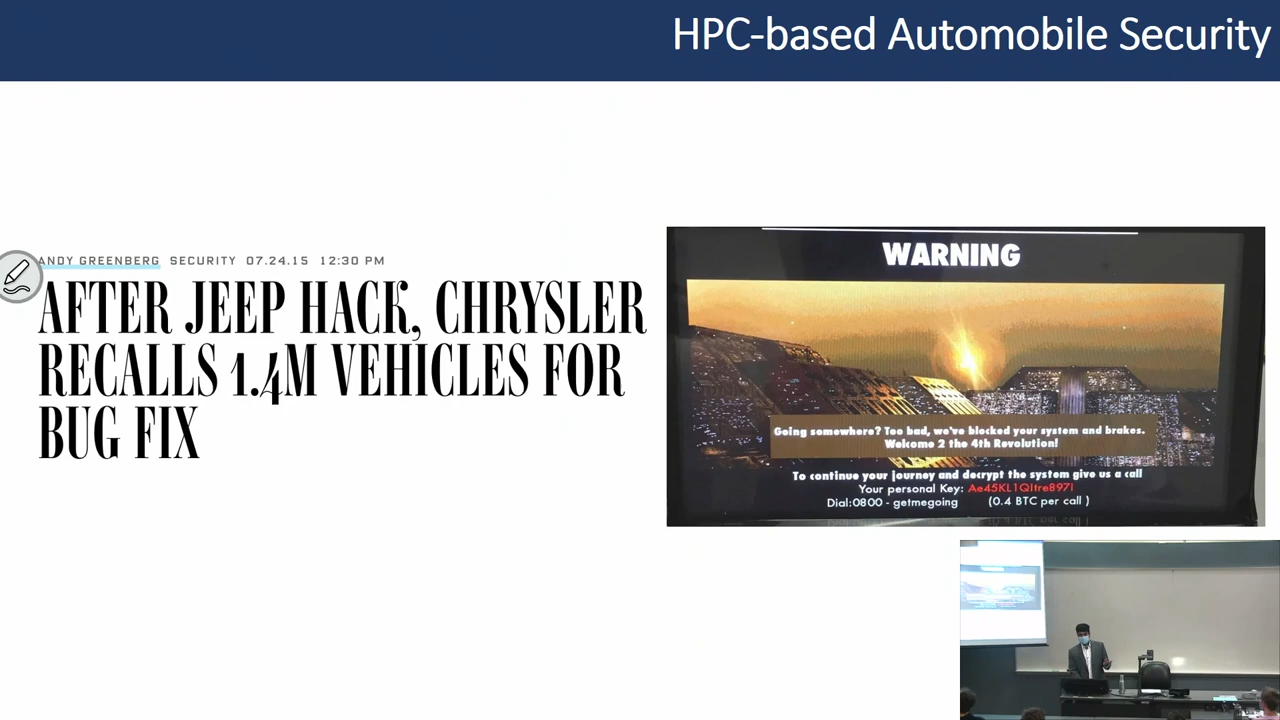 HPC-based Automobile Security
ANDY GREENBERG SECURITY 07.24.15 12:30 PM
AFTER JEEP HACK, CHRYSLER
RECALLS 1.4M VEHICLES FOR
BUG FIX
WARNING
Going somewhere? Too bad, we've blocked your system and brakes.
Welcome 2 the 4th Revolution!
To continue your journey and decrypt the system give us a call
Your personal Key:
Dial:0800 - getmegoing (0.4 BTC per call )